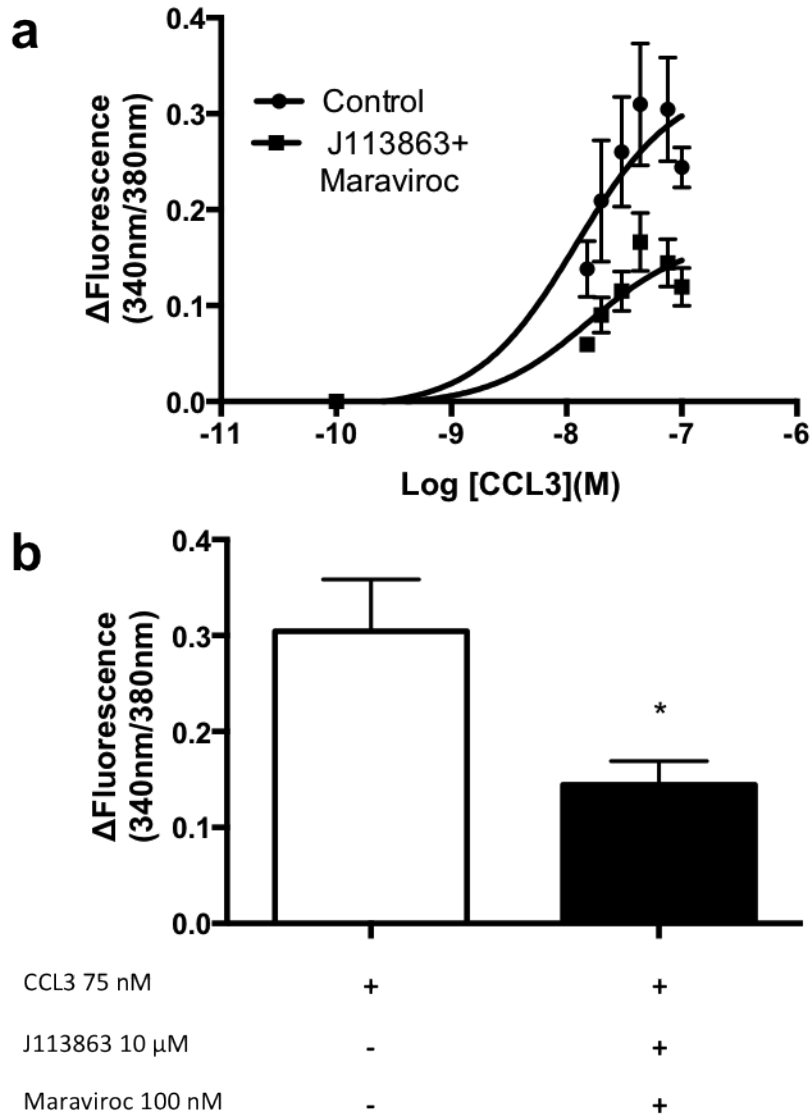 a
ΔFluorescence
(340nm/380nm)
0.4
0.3
0.2
0.1
0.0
Control
J113863+
Maraviroc
-11 -10 -9 -8 -7 -6
Log [CCL3](M)
b
ΔFluorescence
(340nm/380nm)
0.4
0.3
0.2
0.1
0.0
*
CCL3 75 nM + +
J113863 10 µM - +
Maraviroc 100 nM - +